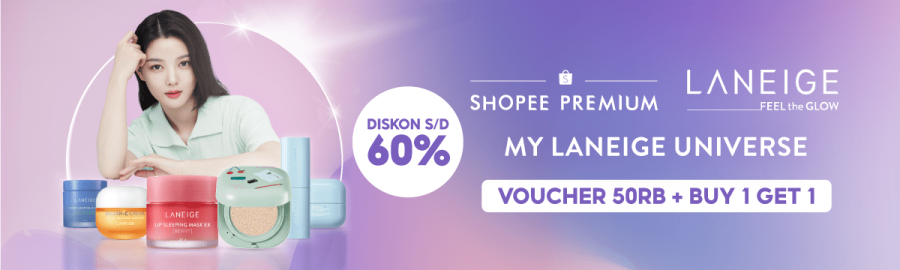 DISKON S/D
60%
S
SHOPEE PREMIUM
LANEIGE
FEEL the GLOW
MY LANEIGE UNIVERSE
VOUCHER 50RB + BUY 1 GET 1
LANEIGE
LIP SLEEPING MASK EX
[BERRY]